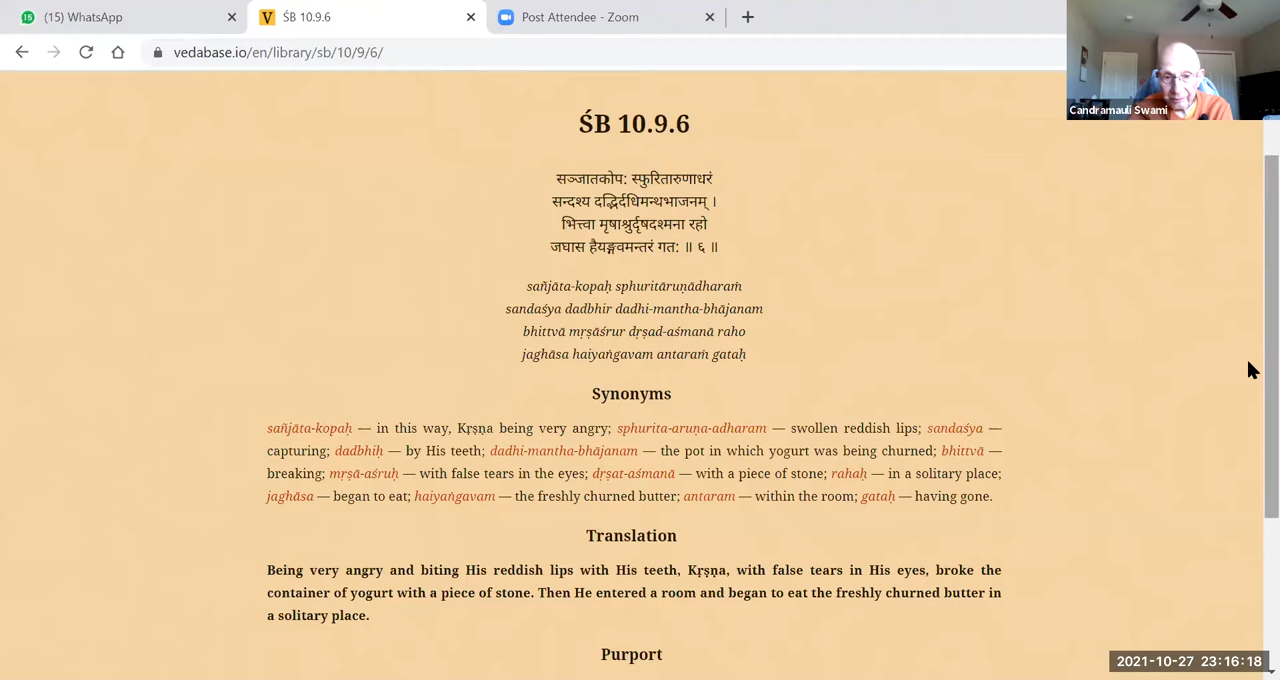 15 (15) WhatsApp
V ŚB 10.9.6
Post Attendee - Zoom
vedabase.io/en/library/sb/10/9/6/
Candramauli Swami
ŚB 10.9.6
सञ्जातकोप: स्फुरितारुणाधरं
सन्दश्य दद्भिर्दधिमन्थभाजनम् ।
भित्त्वा मृषाश्रुर्दृषदश्मना रहो
जघास हैयङ्गवमन्तरं गत: ॥ ६ ॥
sañjāta-kopaḥ sphuritāruṇādharaṁ
sandaśya dadbhir dadhi-mantha-bhājanam
bhittvā mṛṣāśrur dṛṣad-aśmanā raho
jaghāsa haiyaṅgavam antaraṁ gataḥ
Synonyms
sañjāta-kopaḥ — in this way, Kṛṣṇa being very angry; sphurita-aruṇa-adharam — swollen reddish lips; sandaśya —
capturing; dadbhiḥ — by His teeth; dadhi-mantha-bhājanam — the pot in which yogurt was being churned; bhittvā —
breaking; mṛṣā-aśruḥ — with false tears in the eyes; dṛṣat-aśmanā — with a piece of stone; rahaḥ — in a solitary place;
jaghāsa — began to eat; haiyaṅgavam — the freshly churned butter; antaram — within the room; gataḥ — having gone.
Translation
Being very angry and biting His reddish lips with His teeth, Kṛṣṇa, with false tears in His eyes, broke the
container of yogurt with a piece of stone. Then He entered a room and began to eat the freshly churned butter in
a solitary place.
Purport
2021-10-27 23:16:18